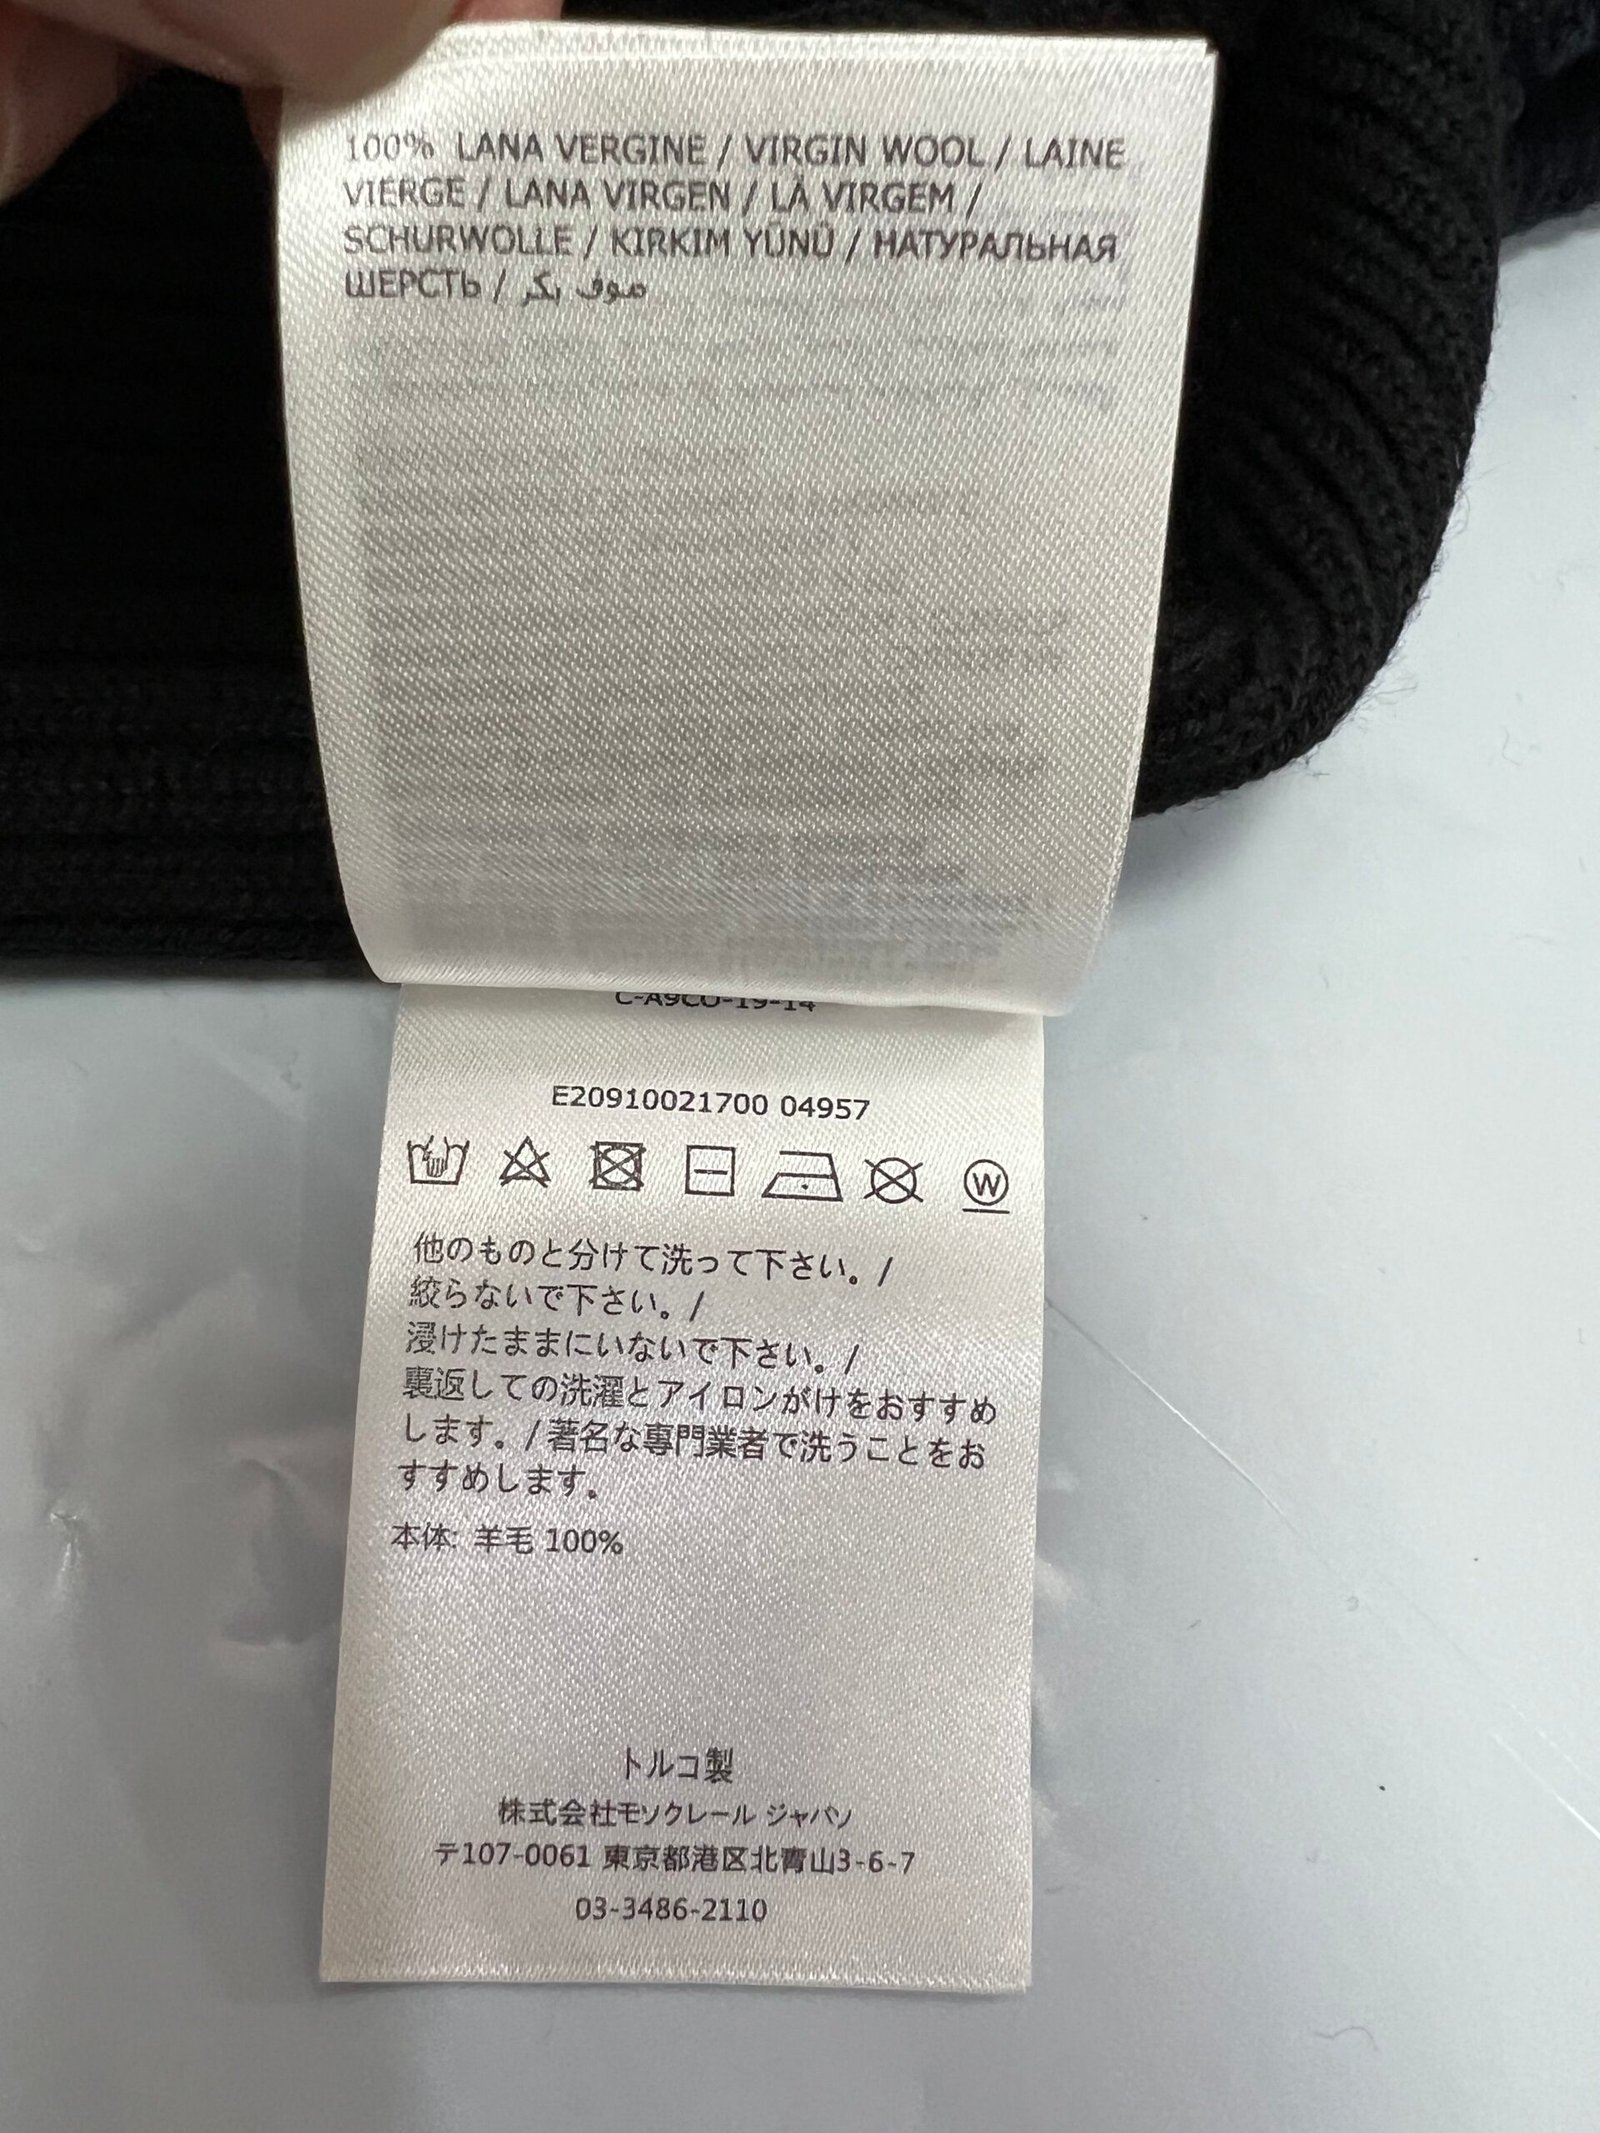 100% LANA VERGINE / VIRGIN WOOL / LAINE
VIERGE / LANA VIRGEN / LÃ VIRGEM /
SCHURWOLLE / KIRKIM YÜNÜ / НАТУРАЛЬНАЯ
ШЕРСТЬ / صوف بكر
C-A9CO-19-14
E20910021700 04957
W
他のものと分けて洗って下さい。/
絞らないで下さい。/
浸けたままにいないで下さい。/
裏返しての洗濯とアイロンがけをおすすめ
します。/ 著名な專門業者で洗うことをお
すすめします。
本体: 羊毛 100%
トルコ製
株式会社モソクレール ジャパソ
〒107-0061 東京都港区北青山3-6-7
03-3486-2110